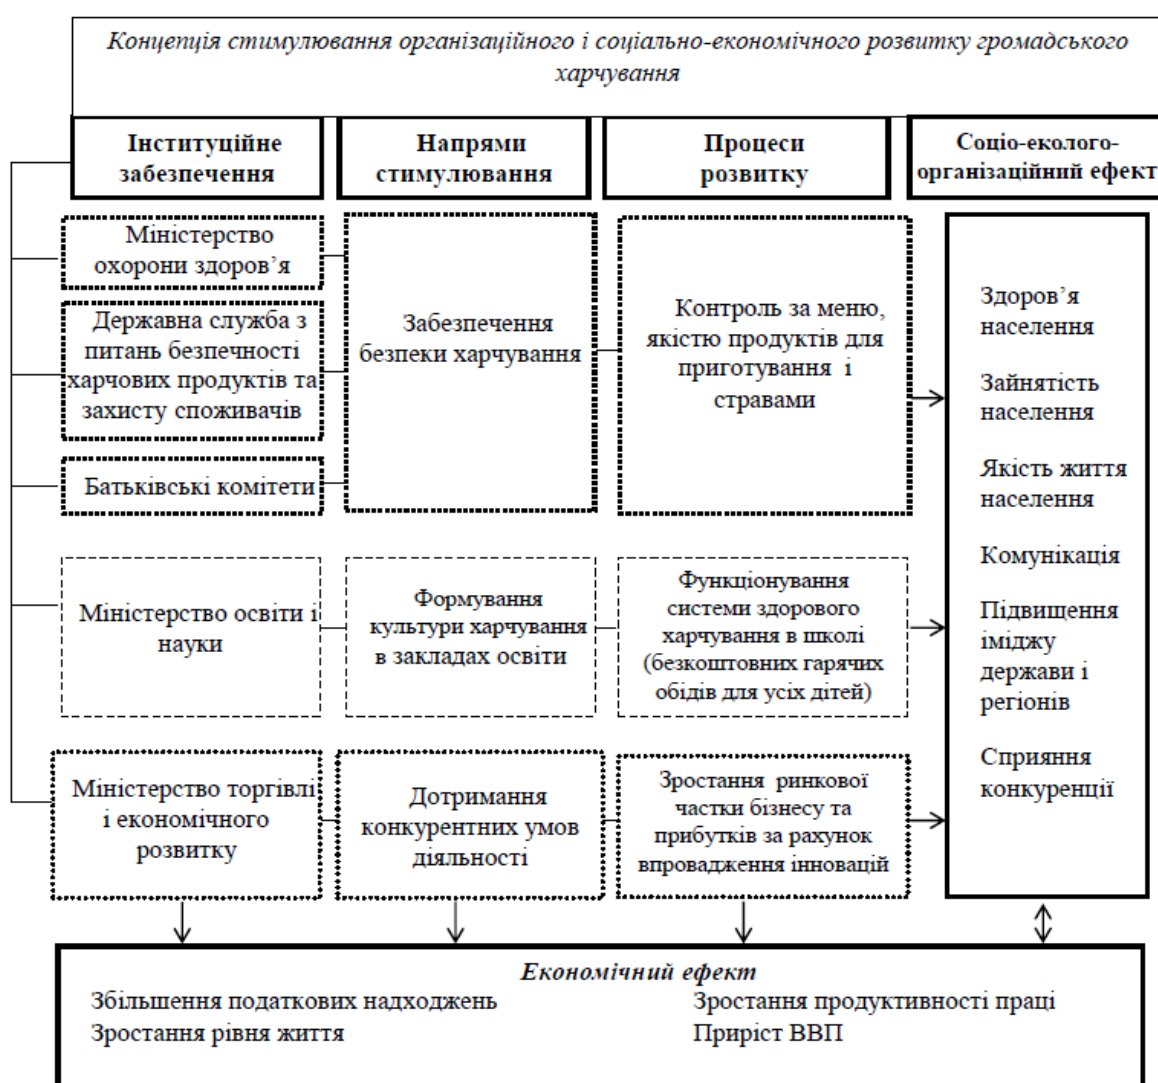 Концепція стимулювання організаційного і соціально-економічного розвитку громадського
харчування
Інституційне
забезпечення
Напрями
стимулювання
Процеси
розвитку
Соціо-еколого-
організаційний ефект
Міністерство
охорони здоров’я
Державна служба з
питань безпечності
харчових продуктів та
захисту споживачів
Батьківські комітети
Забезпечення
безпеки харчування
Контроль за меню,
якістю продуктів для
приготування і
стравами
Міністерство освіти і
науки
Формування
культури харчування
в закладах освіти
Функціонування
системи здорового
харчування в школі
(безкоштовних гарячих
обідів для усіх дітей)
Міністерство торгівлі
і економічного
розвитку
Дотримання
конкурентних умов
діяльності
Зростання ринкової
частки бізнесу та
прибутків за рахунок
впровадження інновацій
Здоров’я
населення
Зайнятість
населення
Якість життя
населення
Комунікація
Підвищення
іміджу
держави і
регіонів
Сприяння
конкуренції
Економічний ефект
Збільшення податкових надходжень
Зростання рівня життя
Зростання продуктивності праці
Приріст ВВП